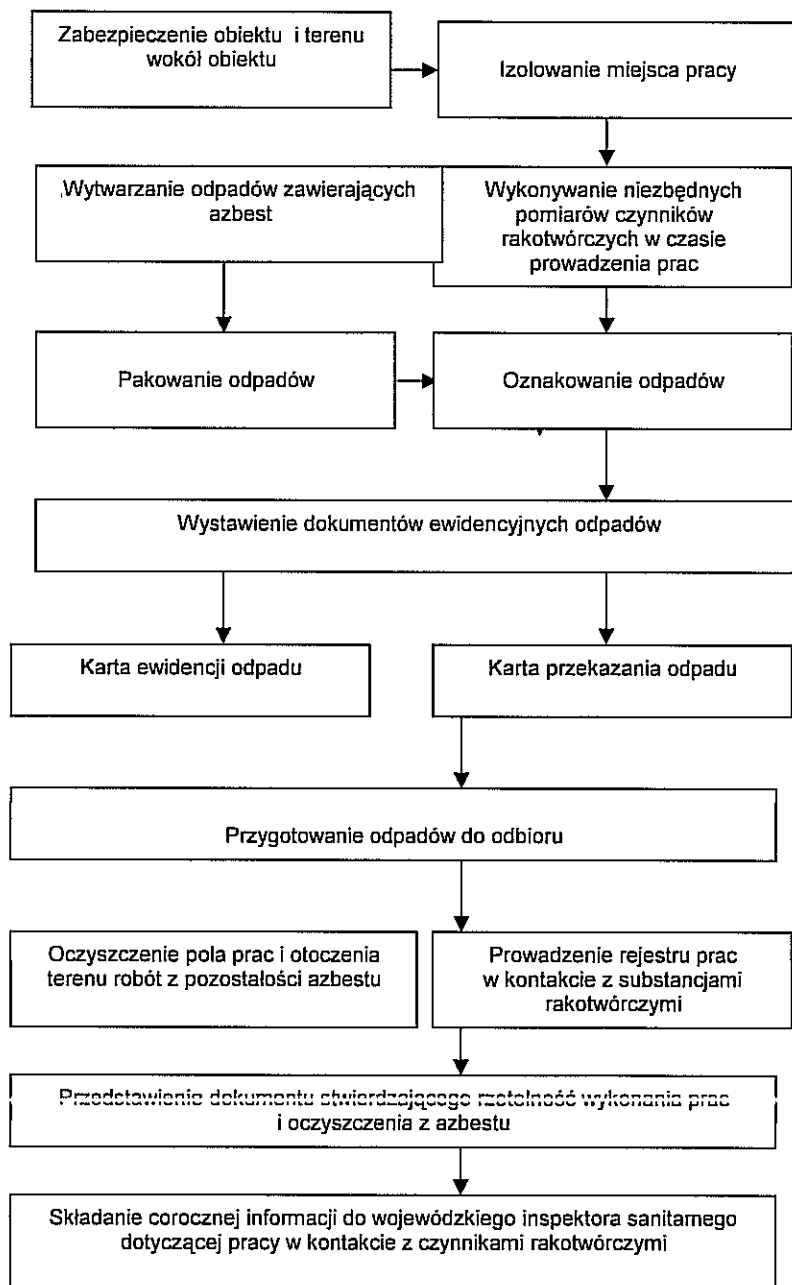 Zabezpieczenie obiektu i terenu
wokół obiektu
Izolowanie miejsca pracy
Wytwarzanie odpadów zawierających
azbest
Wykonywanie niezbędnych
pomiarów czynników
rakotwórczych w czasie
prowadzenia prac
Pakowanie odpadów
Oznakowanie odpadów
Wystawienie dokumentów ewidencyjnych odpadów
Karta ewidencji odpadu
Karta przekazania odpadu
Przygotowanie odpadów do odbioru
Oczyszczenie pola prac i otoczenia
terenu robót z pozostałości azbestu
Prowadzenie rejestru prac
w kontakcie z substancjami
rakotwórczymi
Przedstawienie dokumentu stwierdzającego rzetelność wykonania prac
i oczyszczenia z azbestu
Składanie corocznej informacji do wojewódzkiego inspektora sanitarnego
dotyczącej pracy w kontakcie z czynnikami rakotwórczymi